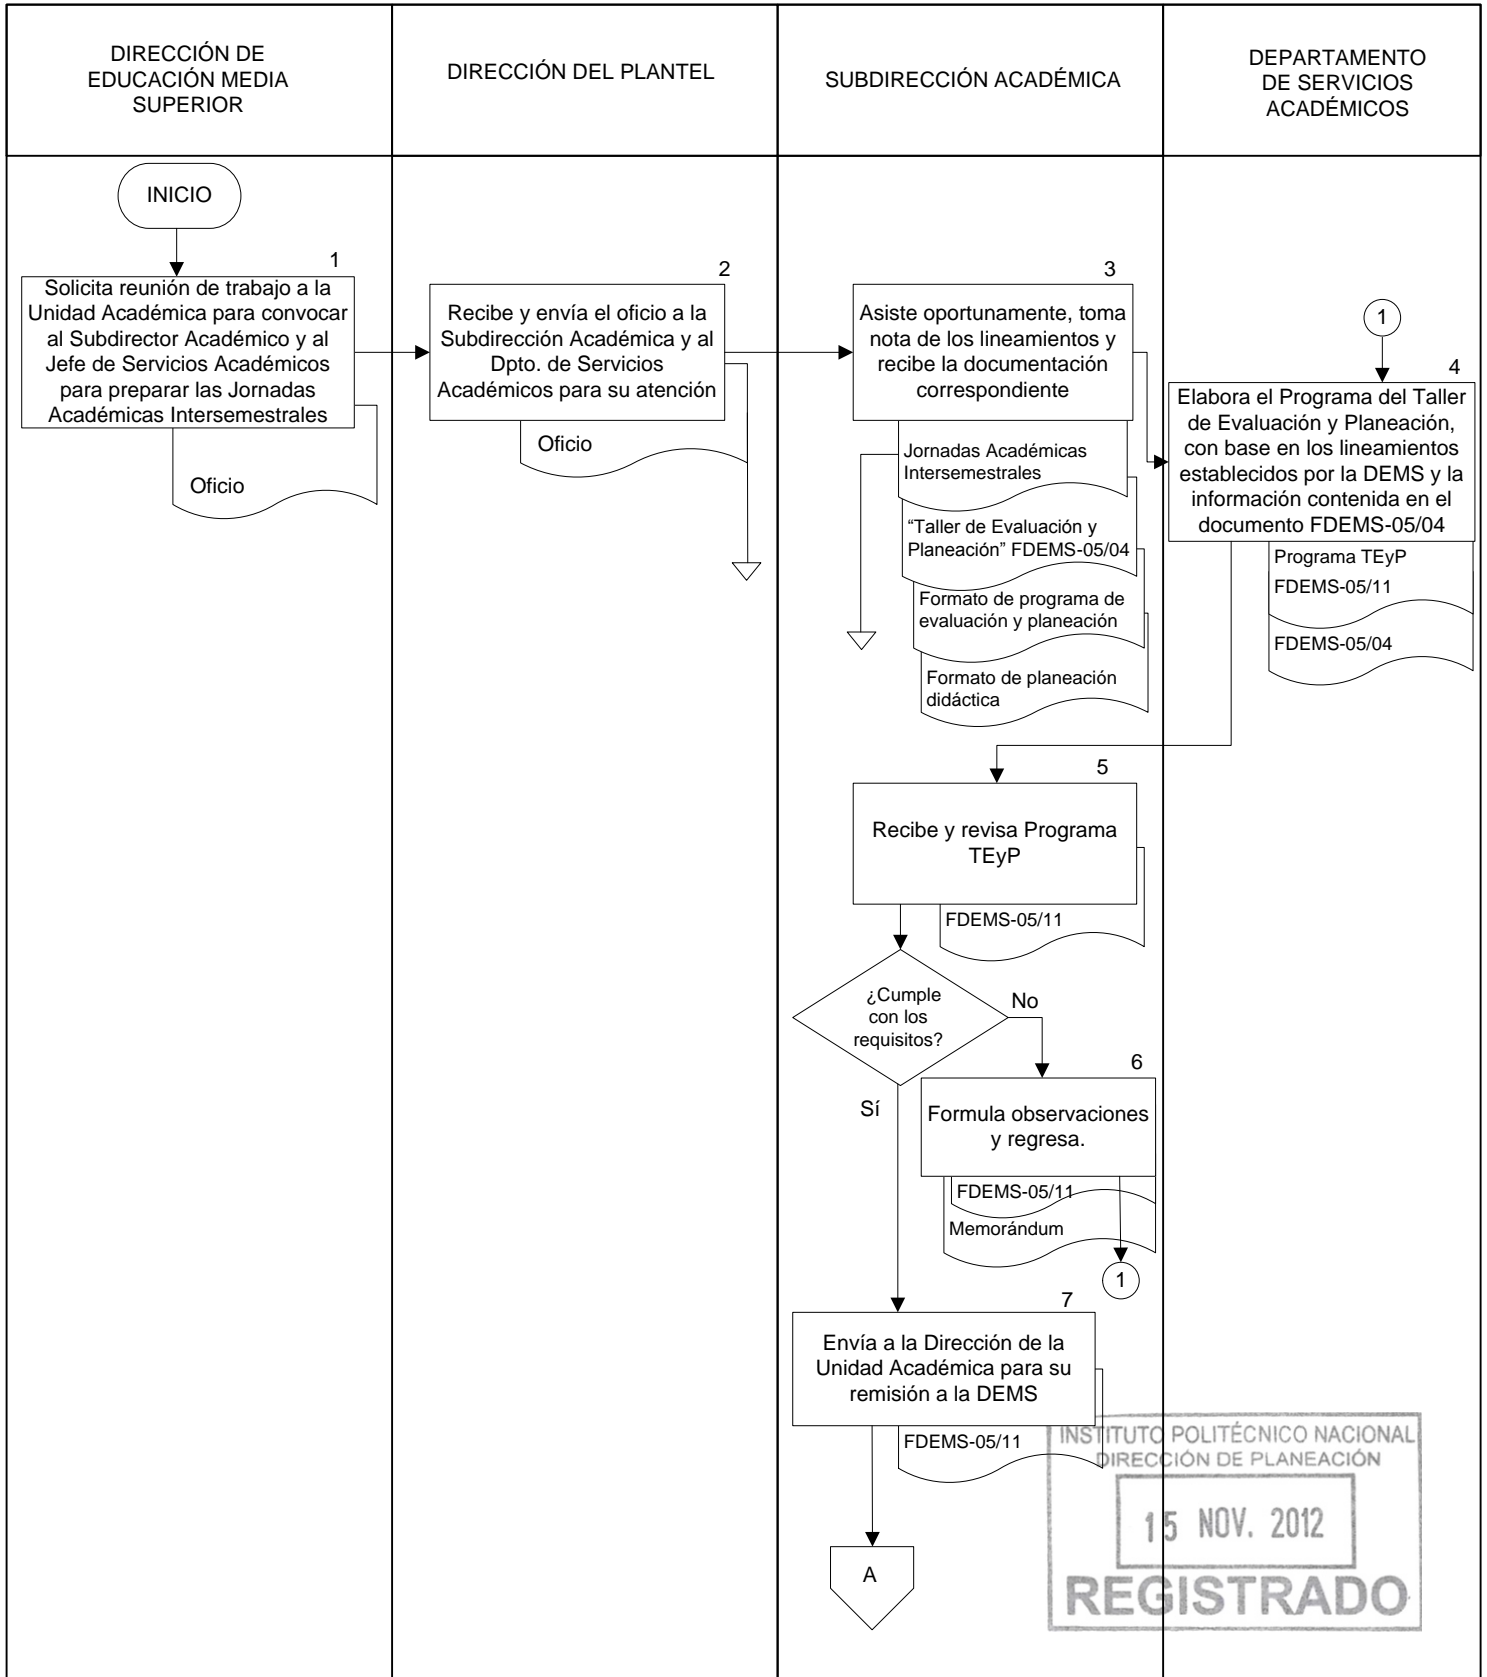 DIRECCIÓN DE
EDUCACIÓN MEDIA
SUPERIOR
DIRECCIÓN DEL PLANTEL
SUBDIRECCIÓN ACADÉMICA
DEPARTAMENTO
DE SERVICIOS
ACADÉMICOS
INICIO
1
Solicita reunión de trabajo a la
Unidad Académica para convocar
al Subdirector Académico y al
Jefe de Servicios Académicos
para preparar las Jornadas
Académicas Intersemestrales
Oficio
2
Recibe y envía el oficio a la
Subdirección Académica y al
Dpto. de Servicios
Académicos para su atención
Oficio
3
Asiste oportunamente, toma
nota de los lineamientos y
recibe la documentación
correspondiente
Jornadas Académicas
Intersemestrales
“Taller de Evaluación y
Planeación” FDEMS-05/04
Formato de programa de
evaluación y planeación
Formato de planeación
didáctica
1
4
Elabora el Programa del Taller
de Evaluación y Planeación,
con base en los lineamientos
establecidos por la DEMS y la
información contenida en el
documento FDEMS-05/04
Programa TEyP
FDEMS-05/11
FDEMS-05/04
5
Recibe y revisa Programa
TEyP
FDEMS-05/11
¿Cumple
con los
requisitos?
No
Sí
6
Formula observaciones
y regresa.
FDEMS-05/11
Memorándum
1
7
Envía a la Dirección de la
Unidad Académica para su
remisión a la DEMS
FDEMS-05/11
A
INSTITUTO POLITÉCNICO NACIONAL
DIRECCIÓN DE PLANEACIÓN
15 NOV. 2012
REGISTRADO